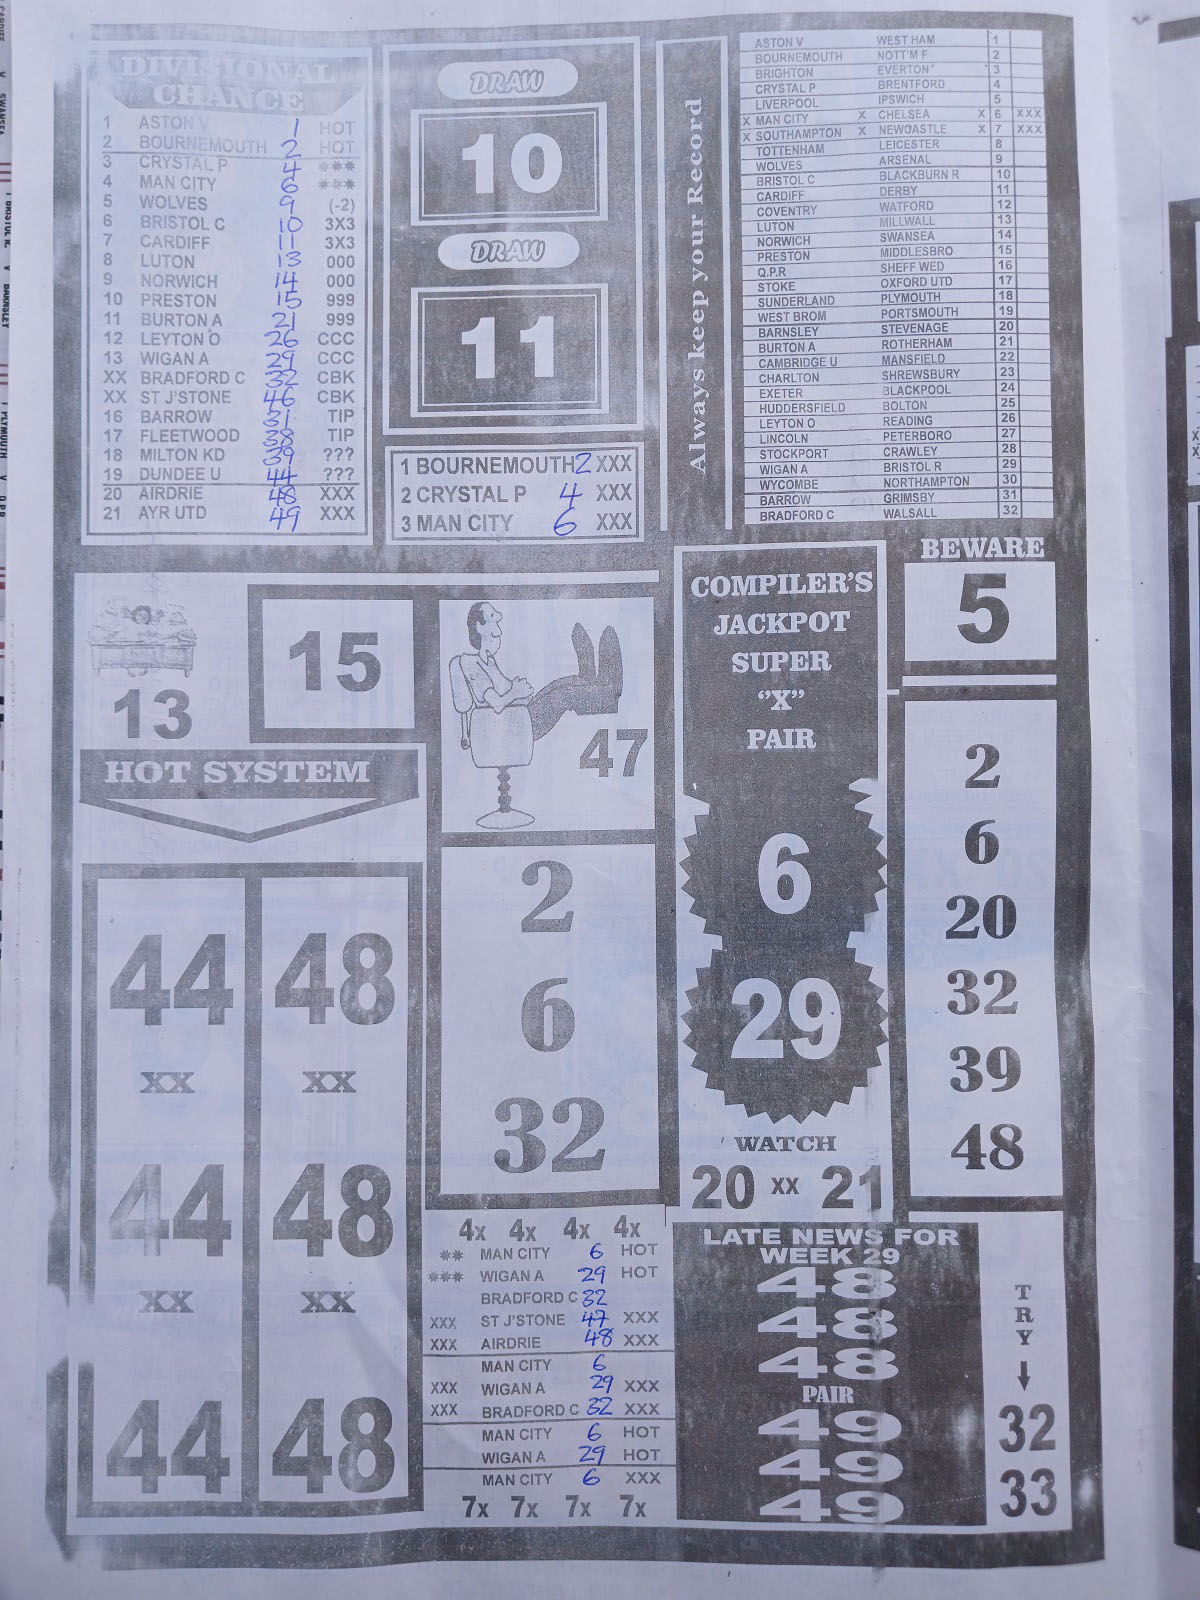 DIVISIONAL
CHANCE
1 ASTON V 1 HOT
2 BOURNEMOUTH 2 HOT
3 CRYSTAL P 4 ***
4 MAN CITY 6 ***
5 WOLVES 9 (-2)
6 BRISTOL C 10 3X3
7 CARDIFF 11 3X3
8 LUTON 13 000
9 NORWICH 14 000
10 PRESTON 15 999
11 BURTON A 21 999
12 LEYTON O 26 CCC
13 WIGAN A 29 CCC
XX BRADFORD C 32 CBK
XX ST J'STONE 46 CBK
16 BARROW 31 TIP
17 FLEETWOOD 38 TIP
18 MILTON KD 39 ???
19 DUNDEE U 44 ???
20 AIRDRIE 48 XXX
21 AYR UTD 49 XXX
DRAW
10
DRAW
11
1 BOURNEMOUTH 2 XXX
2 CRYSTAL P 4 XXX
3 MAN CITY 6 XXX
Always keep your Record
ASTON V WEST HAM 1
BOURNEMOUTH NOTT'M F 2
BRIGHTON EVERTON 3
CRYSTAL P BRENTFORD 4
LIVERPOOL IPSWICH 5
X MAN CITY X CHELSEA X 6 XXX
X SOUTHAMPTON X NEWCASTLE X 7 XXX
TOTTENHAM LEICESTER 8
WOLVES ARSENAL 9
BRISTOL C BLACKBURN R 10
CARDIFF DERBY 11
COVENTRY WATFORD 12
LUTON MILLWALL 13
NORWICH SWANSEA 14
PRESTON MIDDLESBRO 15
Q.P.R SHEFF WED 16
STOKE OXFORD UTD 17
SUNDERLAND PLYMOUTH 18
WEST BROM PORTSMOUTH 19
BARNSLEY STEVENAGE 20
BURTON A ROTHERHAM 21
CAMBRIDGE U MANSFIELD 22
CHARLTON SHREWSBURY 23
EXETER BLACKPOOL 24
HUDDERSFIELD BOLTON 25
LEYTON O READING 26
LINCOLN PETERBORO 27
STOCKPORT CRAWLEY 28
WIGAN A BRISTOL R 29
WYCOMBE NORTHAMPTON 30
BARROW GRIMSBY 31
BRADFORD C WALSALL 32
13
15
47
HOT SYSTEM
44 48
XX XX
44 48
XX XX
44 48
2
6
32
4x 4x 4x 4x
** MAN CITY 6 HOT
*** WIGAN A 29 HOT
BRADFORD C 32
XXX ST J'STONE 47 XXX
XXX AIRDRIE 48 XXX
MAN CITY 6
XXX WIGAN A 29 XXX
XXX BRADFORD C 32 XXX
MAN CITY 6 HOT
WIGAN A 29 HOT
MAN CITY 6 XXX
7x 7x 7x 7x
COMPILER'S
JACKPOT
SUPER
"X"
PAIR
6
29
WATCH
20 XX 21
LATE NEWS FOR
WEEK 29
48
48
48
PAIR
49
49
49
BEWARE
5
2
6
20
32
39
48
TRY
32
33